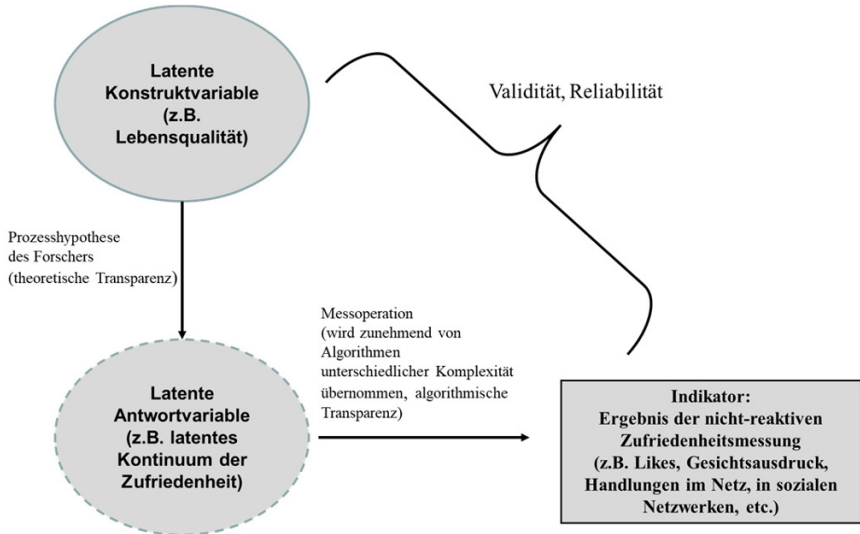 Latente
Konstruktvariable
(z.B.
Lebensqualität)
Validität, Reliabilität
Prozesshypothese
des Forschers
(theoretische Transparenz)
Messoperation
(wird zunehmend von
Algorithmen
unterschiedlicher Komplexität
übernommen, algorithmische
Transparenz)
Latente
Antwortvariable
(z.B. latentes
Kontinuum der
Zufriedenheit)
Indikator:
Ergebnis der nicht-reaktiven
Zufriedenheitsmessung
(z.B. Likes, Gesichtsausdruck,
Handlungen im Netz, in sozialen
Netzwerken, etc.)